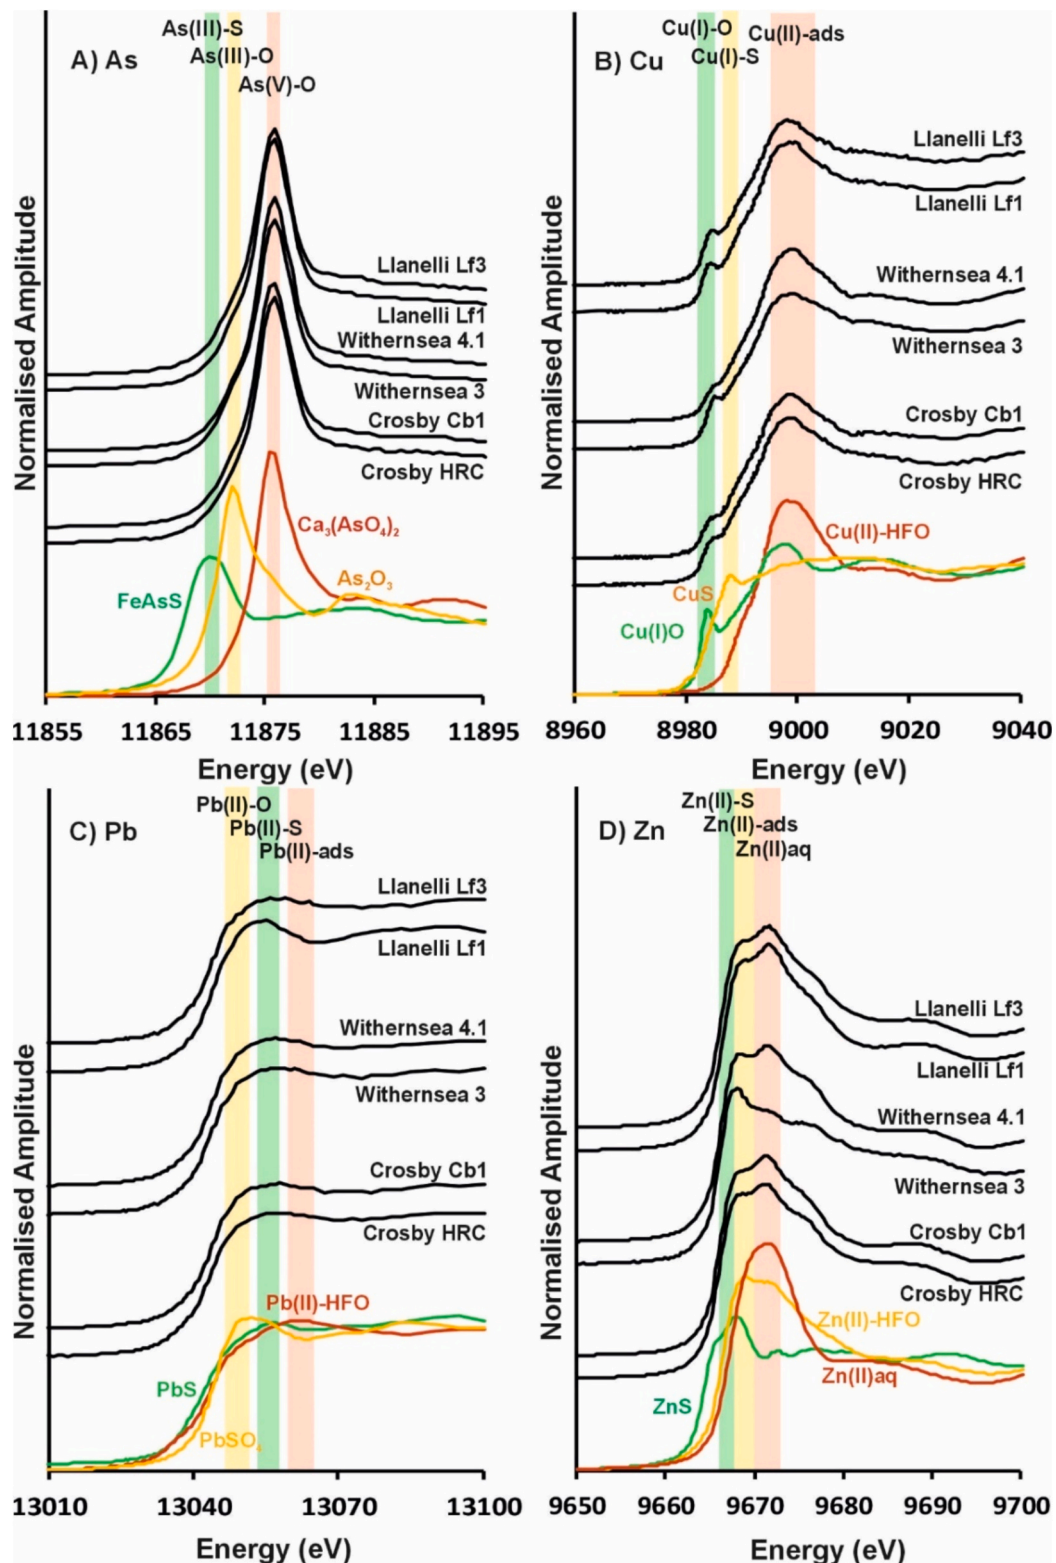 As(III)-S
As(III)-O
As(V)-O
A) As
Normalised Amplitude
Llanelli Lf3
Llanelli Lf1
Withernsea 4.1
Withernsea 3
Crosby Cb1
Crosby HRC
Ca3(AsO4)2
As2O3
FeAsS
11855 11865 11875 11885 11895
Energy (eV)
Cu(I)-O
Cu(II)-ads
Cu(I)-S
B) Cu
Normalised Amplitude
Llanelli Lf3
Llanelli Lf1
Withernsea 4.1
Withernsea 3
Crosby Cb1
Crosby HRC
Cu(II)-HFO
CuS
Cu(I)O
8960 8980 9000 9020 9040
Energy (eV)
Pb(II)-O
Pb(II)-S
Pb(II)-ads
C) Pb
Normalised Amplitude
Llanelli Lf3
Llanelli Lf1
Withernsea 4.1
Withernsea 3
Crosby Cb1
Crosby HRC
Pb(II)-HFO
PbS
PbSO4
13010 13040 13070 13100
Energy (eV)
Zn(II)-S
Zn(II)-ads
Zn(II)aq
D) Zn
Normalised Amplitude
Llanelli Lf3
Llanelli Lf1
Withernsea 4.1
Withernsea 3
Crosby Cb1
Crosby HRC
Zn(II)-HFO
Zn(II)aq
ZnS
9650 9660 9670 9680 9690 9700
Energy (eV)